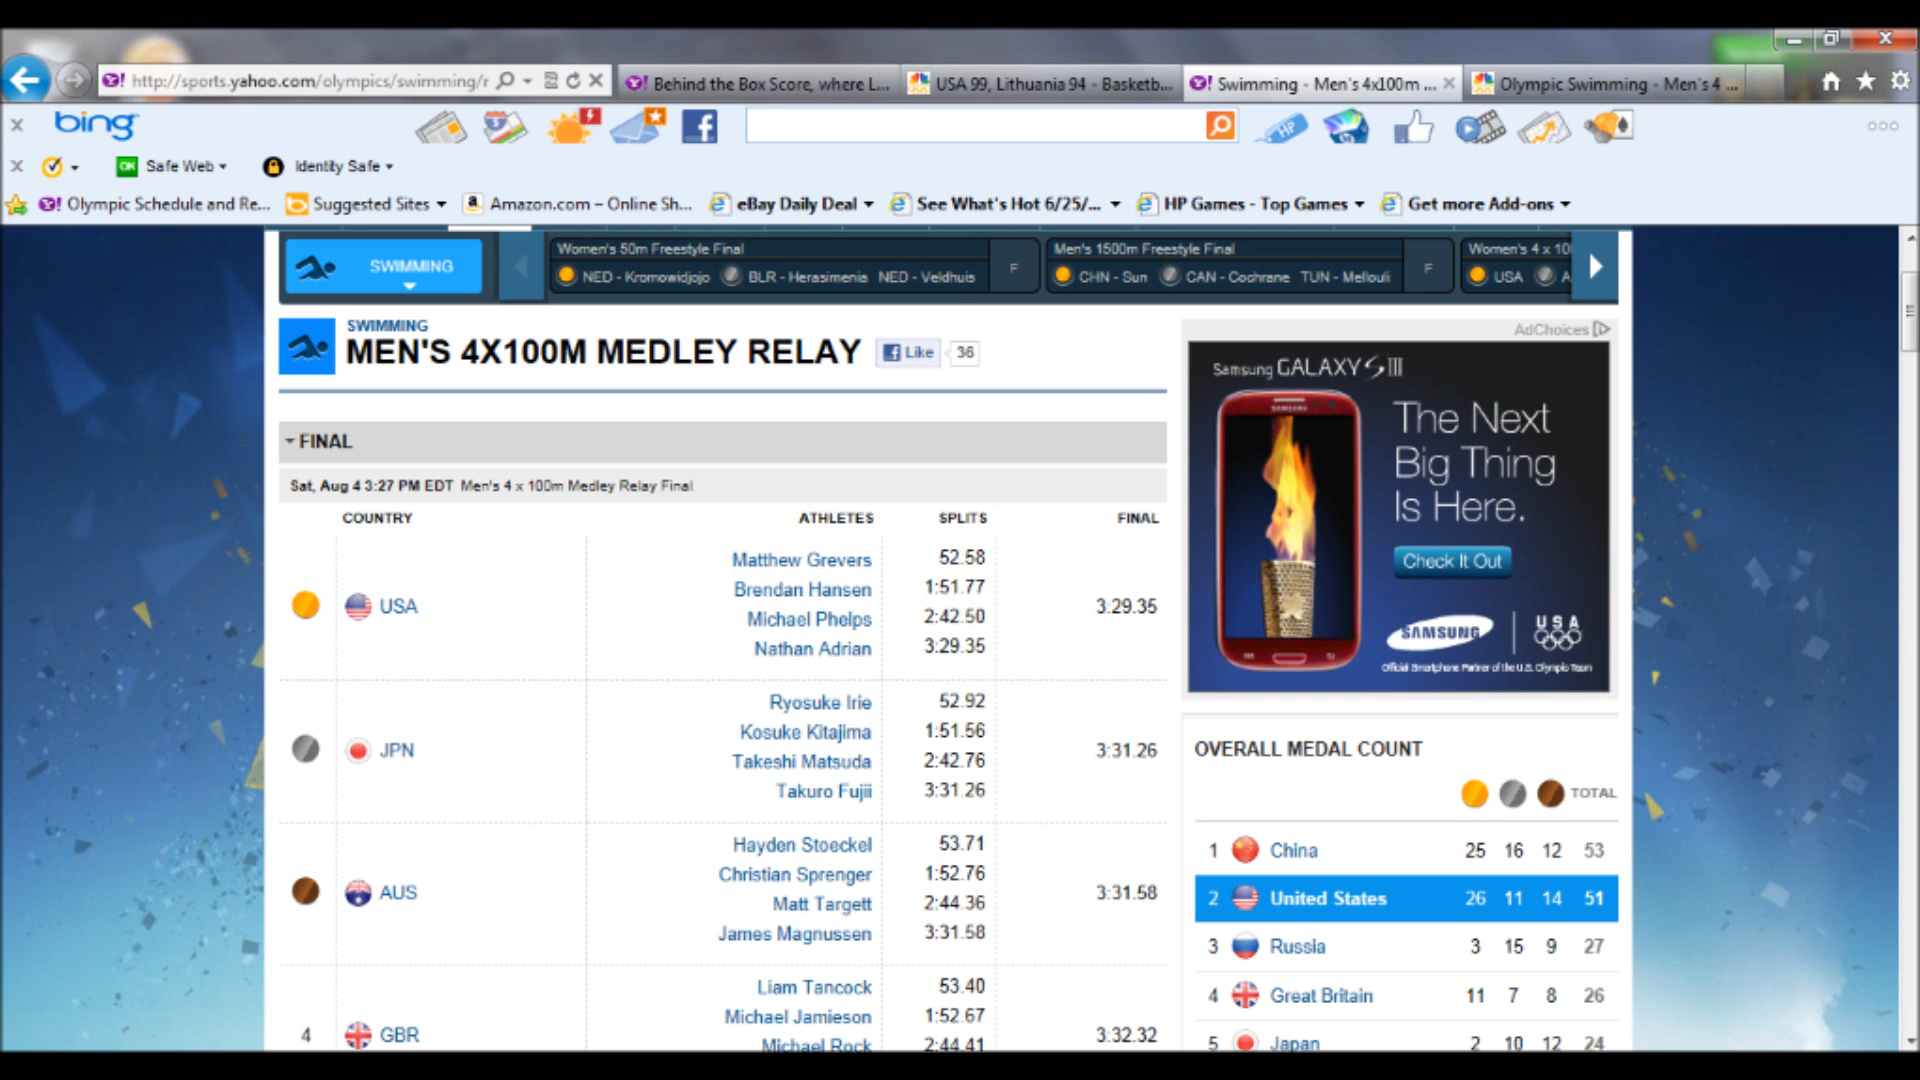 http://sports.yahoo.com/olympics/swimming/r
Behind the Box Score, where L...
USA 99, Lithuania 94 - Basketb...
Swimming - Men's 4x100m ...
Olympic Swimming - Men's 4 ...
bing
HP
Safe Web
Identity Safe
Olympic Schedule and Re...
Suggested Sites
Amazon.com – Online Sh...
eBay Daily Deal
See What's Hot 6/25/...
HP Games - Top Games
Get more Add-ons
SWIMMING
Women's 50m Freestyle Final
NED - Kromowidjojo BLR - Herasimenia NED - Veldhuis
F
Men's 1500m Freestyle Final
CHN - Sun CAN - Cochrane TUN - Mellouli
F
Women's 4 x 10
USA A
SWIMMING
MEN'S 4X100M MEDLEY RELAY
Like 36
FINAL
Sat, Aug 4 3:27 PM EDT Men's 4 x 100m Medley Relay Final
COUNTRY ATHLETES SPLITS FINAL
Matthew Grevers 52.58
Brendan Hansen 1:51.77
USA 3:29.35
Michael Phelps 2:42.50
Nathan Adrian 3:29.35
Ryosuke Irie 52.92
Kosuke Kitajima 1:51.56
JPN 3:31.26
Takeshi Matsuda 2:42.76
Takuro Fujii 3:31.26
Hayden Stoeckel 53.71
Christian Sprenger 1:52.76
AUS 3:31.58
Matt Targett 2:44.36
James Magnussen 3:31.58
Liam Tancock 53.40
Michael Jamieson 1:52.67
4 GBR 3:32.32
Michael Rock 2:44.41
AdChoices
Samsung GALAXY S III
SAMSUNG
The Next
Big Thing
Is Here.
Check It Out
SAMSUNG
USA
Official Smartphone Partner of the U.S. Olympic Team
OVERALL MEDAL COUNT
TOTAL
1 China 25 16 12 53
2 United States 26 11 14 51
3 Russia 3 15 9 27
4 Great Britain 11 7 8 26
5 Japan 2 10 12 24